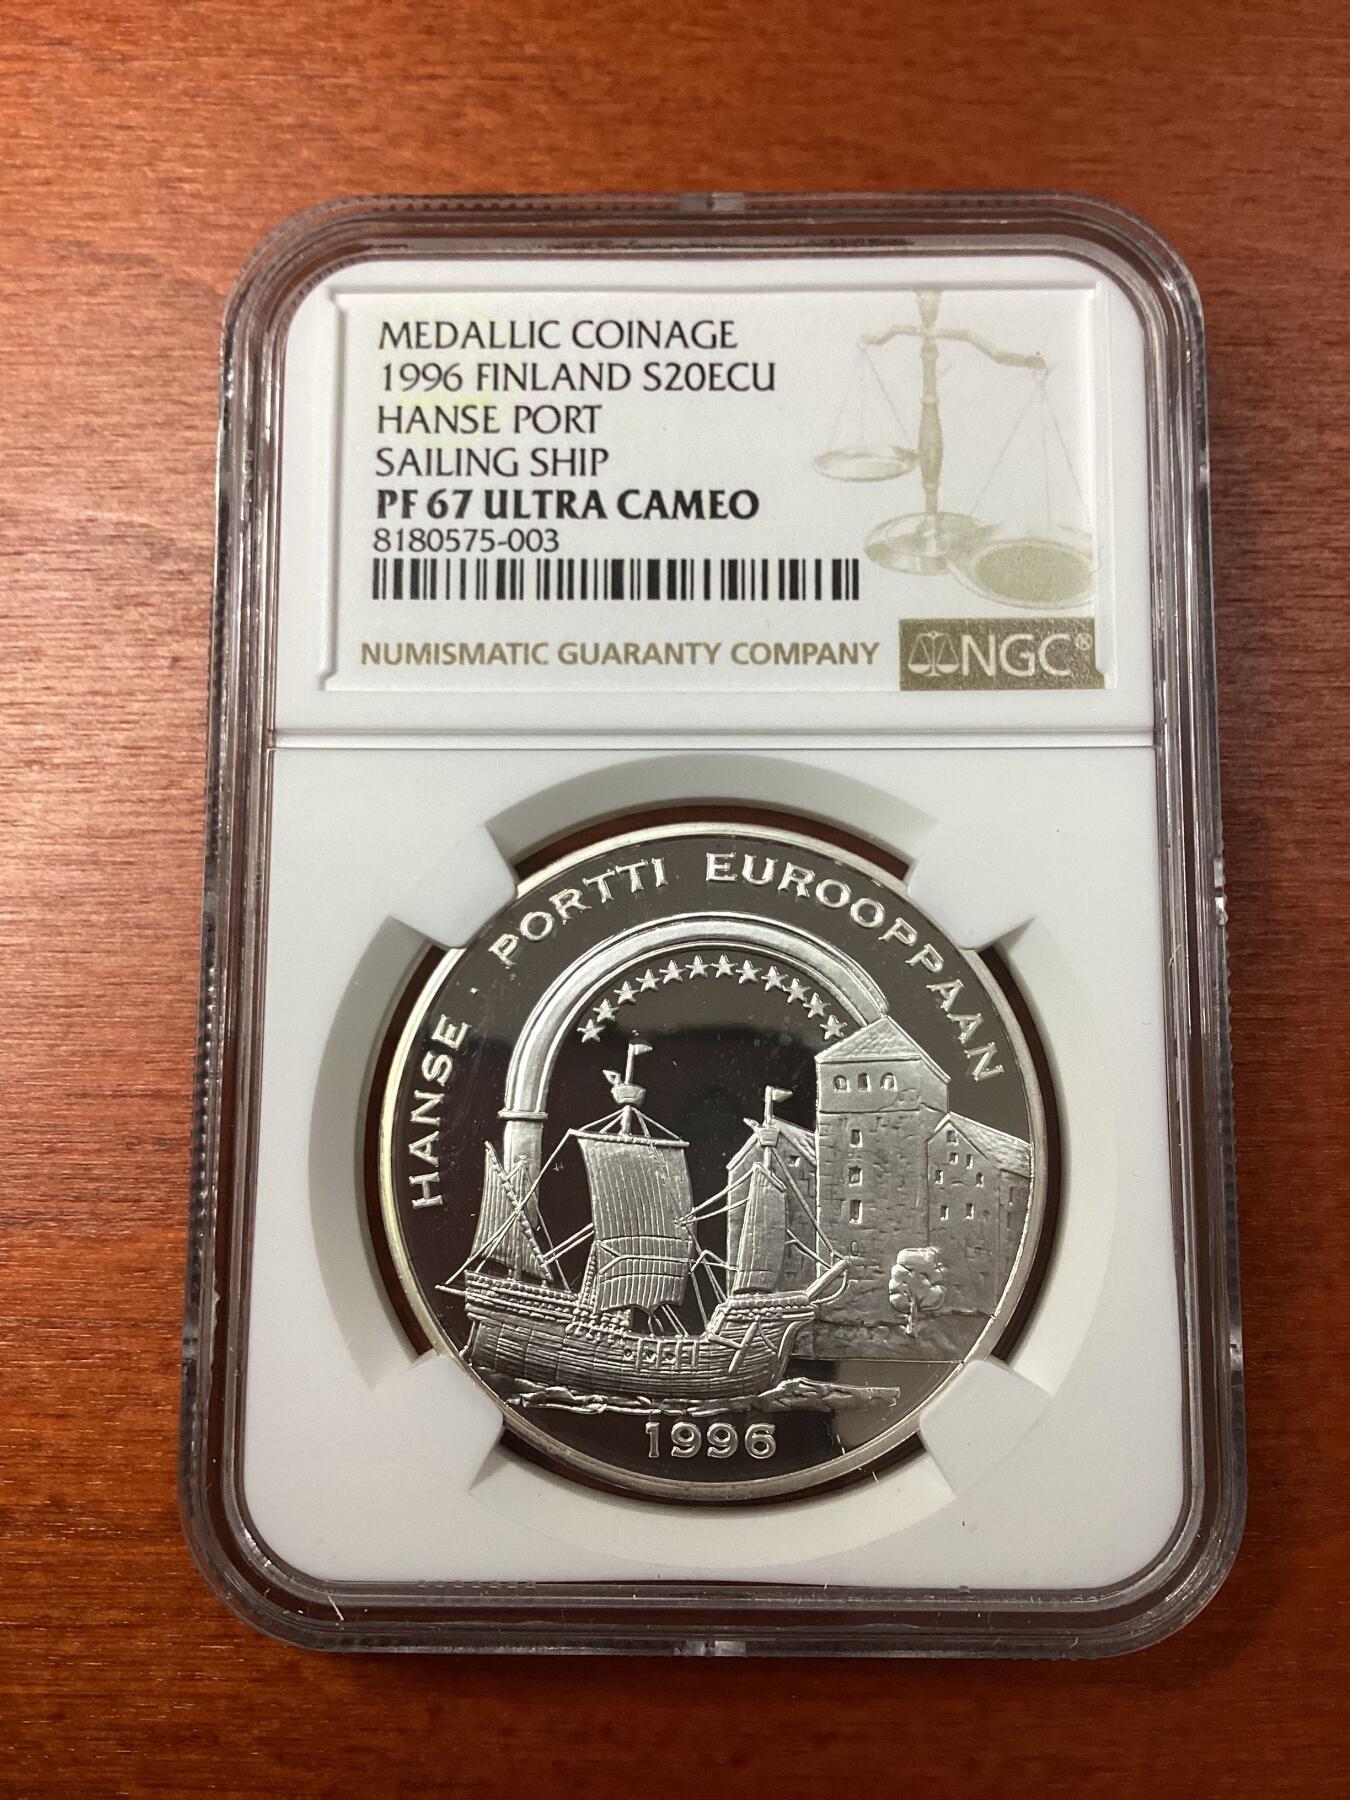 MEDALLIC COINAGE
1996 FINLAND S20ECU
HANSE PORT
SAILING SHIP
PF 67 ULTRA CAMEO
8180575-003
NUMISMATIC GUARANTY COMPANY
NGC®
HANSE · PORTTI EUROOPPAAN
1996